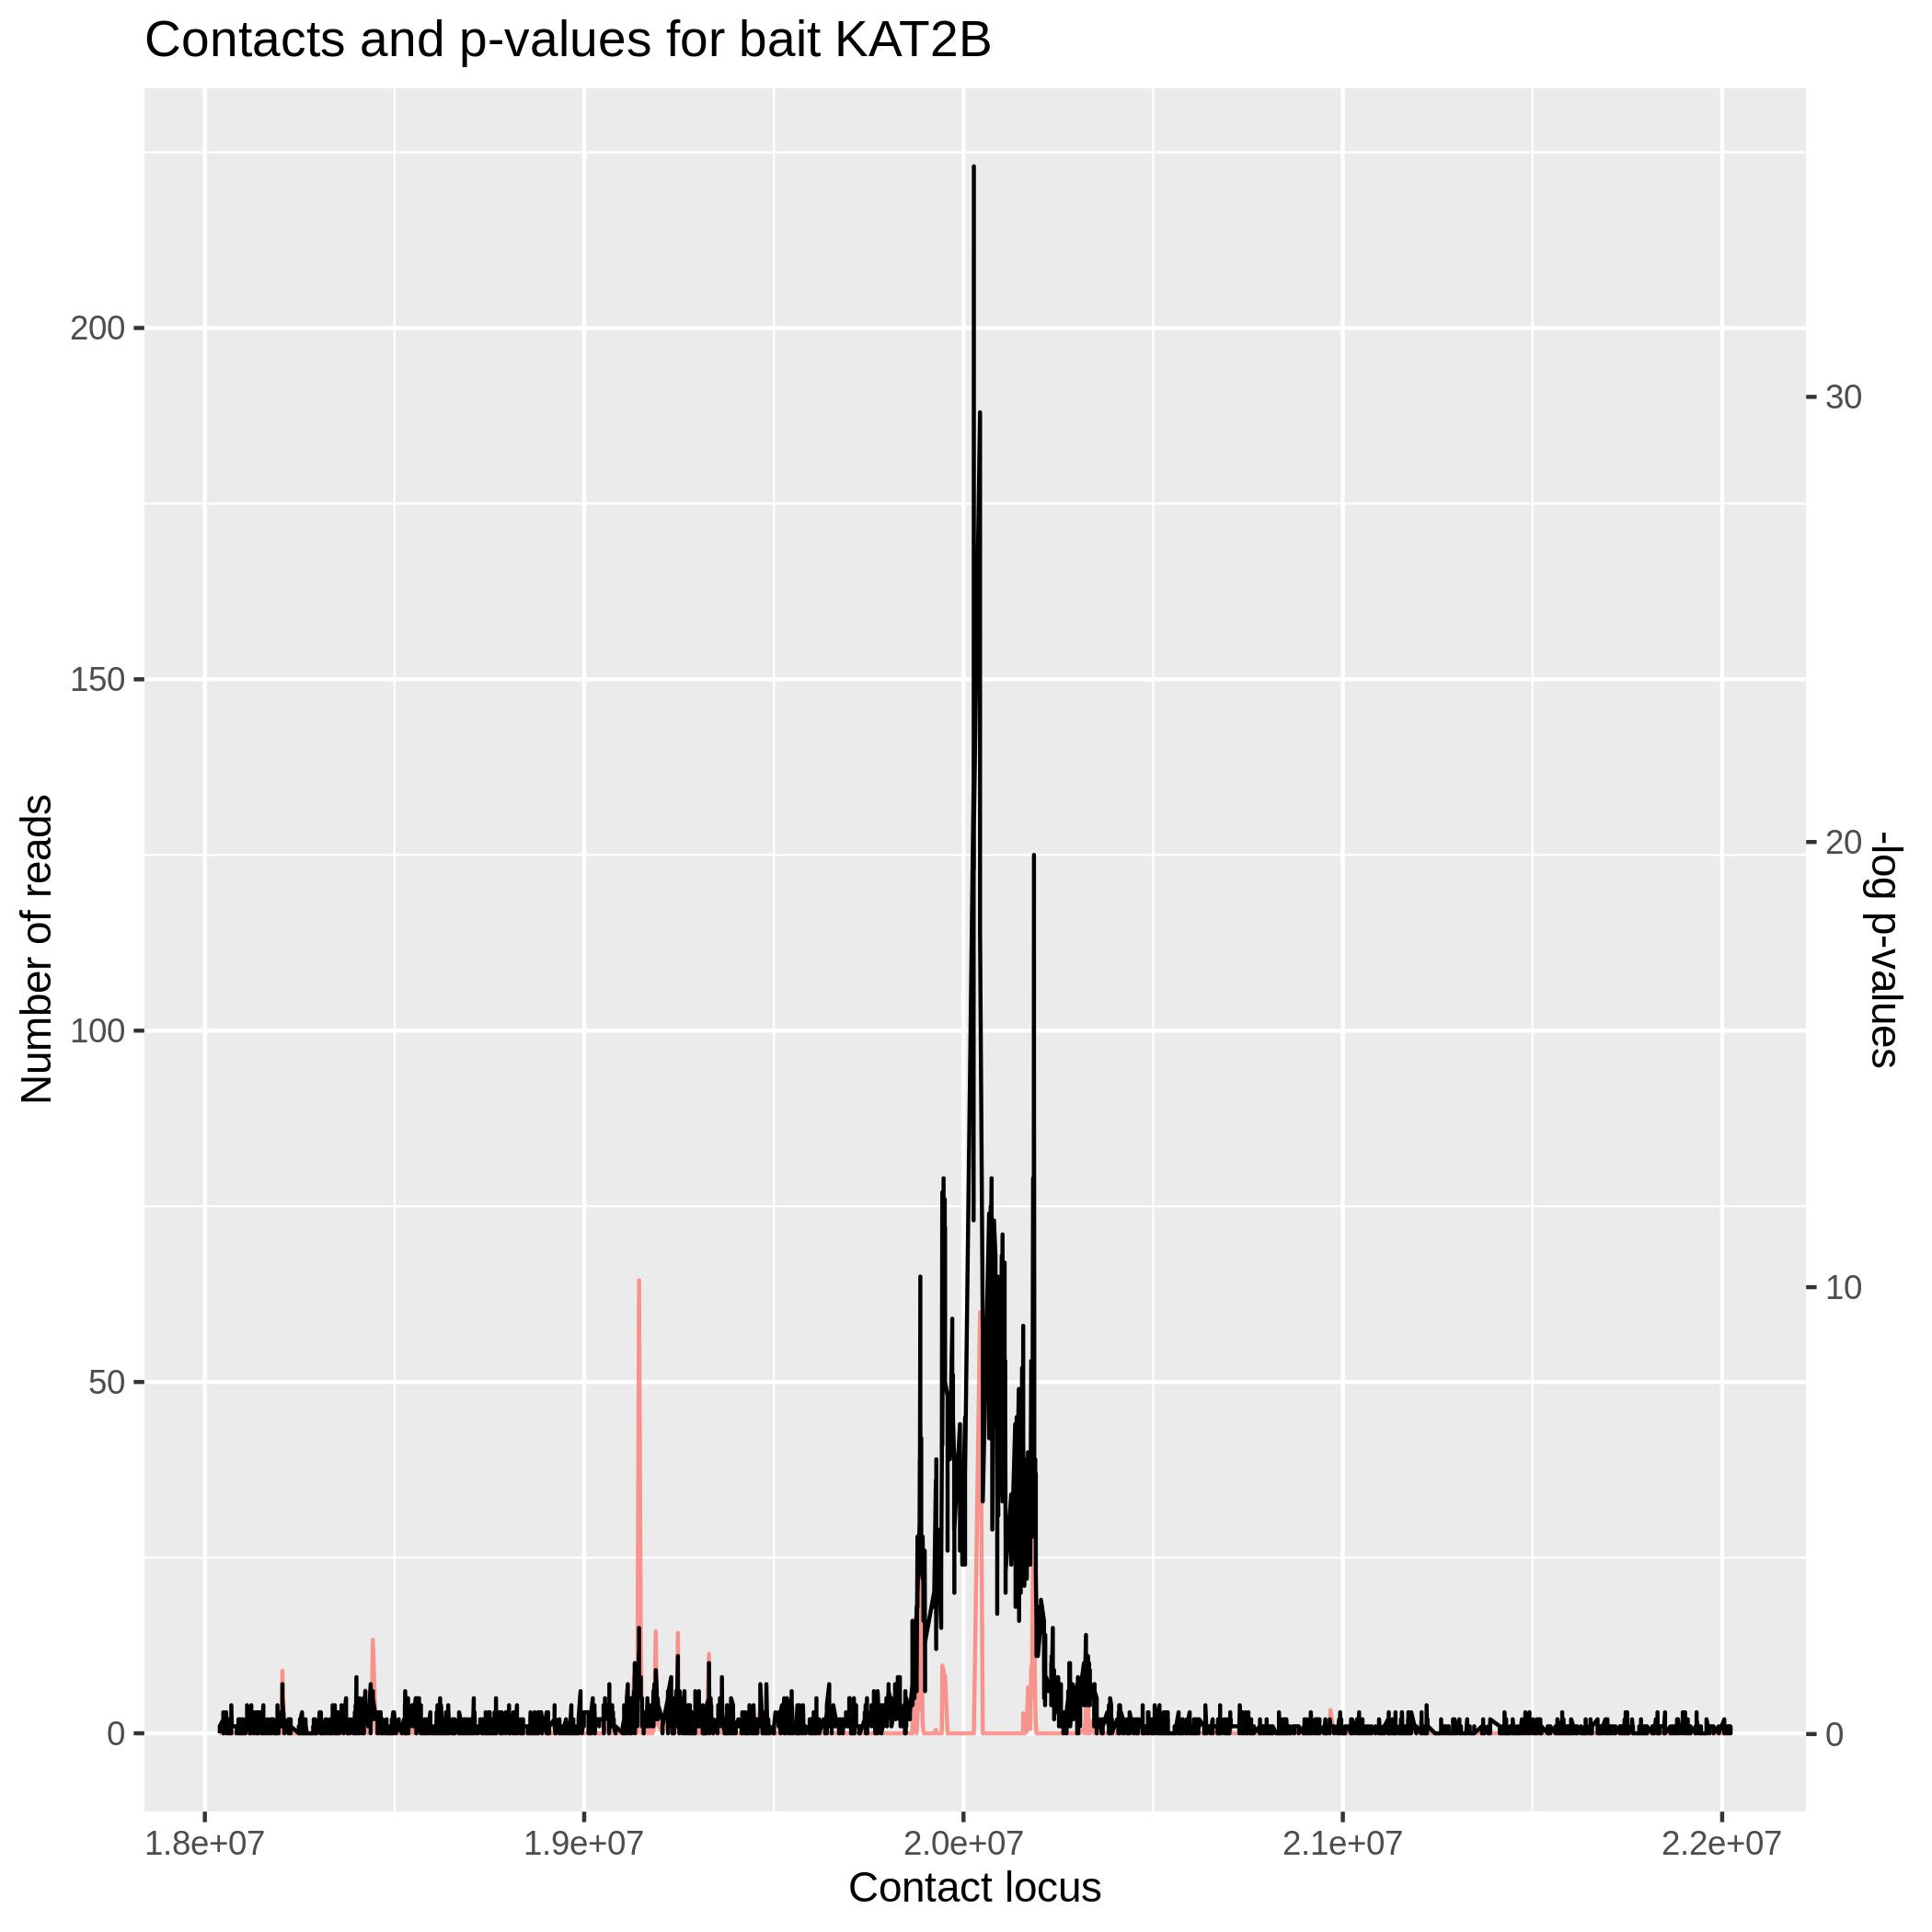 Contacts and p-values for bait KAT2B
Number of reads
200
150
100
50
0
30
20
10
0
-log p-values
1.8e+07
1.9e+07
2.0e+07
2.1e+07
2.2e+07
Contact locus